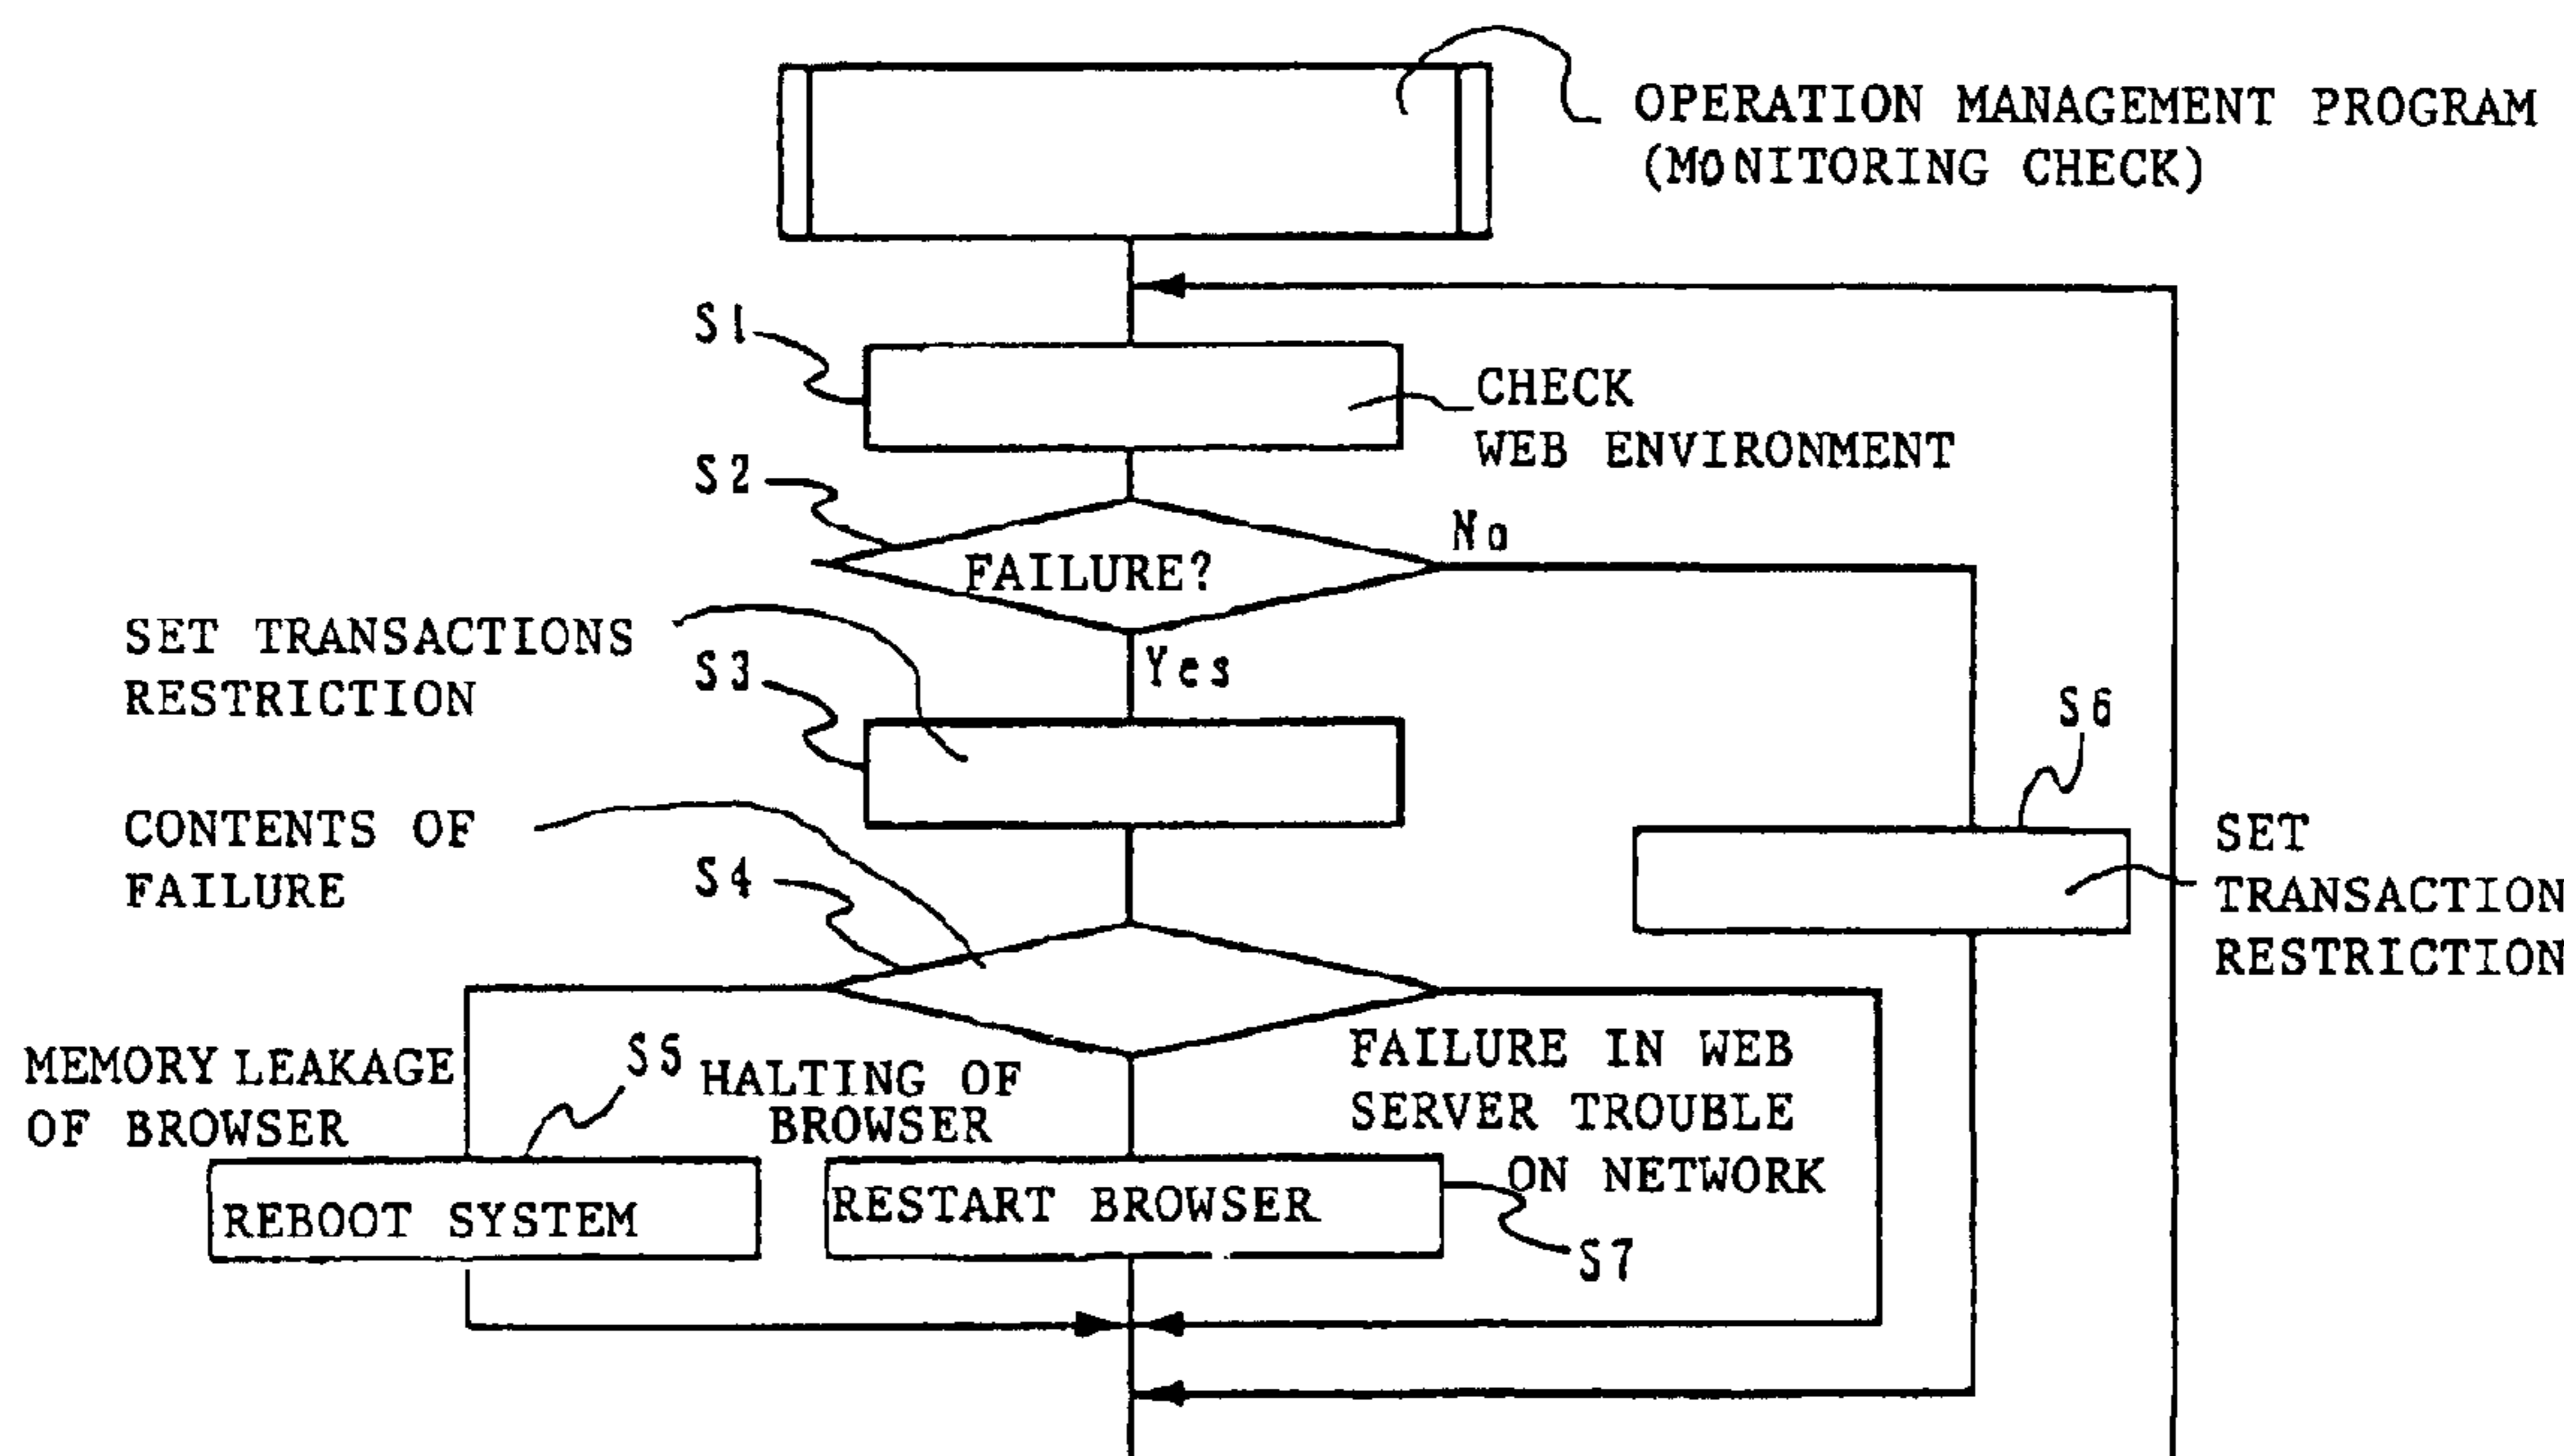 OPERATION MANAGEMENT PROGRAM
(MONITORING CHECK)
S1
CHECK
WEB ENVIRONMENT
S2
No
FAILURE?
SET TRANSACTIONS
RESTRICTION
S3
Yes
S6
CONTENTS OF
FAILURE
S4
SET
TRANSACTION
RESTRICTION
MEMORY LEAKAGE
OF BROWSER
S5
HALTING OF
BROWSER
FAILURE IN WEB
SERVER TROUBLE
ON NETWORK
REBOOT SYSTEM
RESTART BROWSER
S7